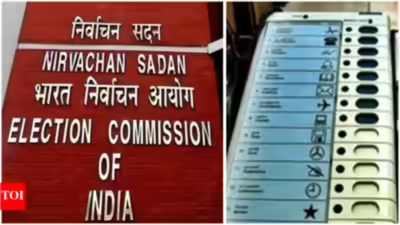 निर्वाचन सदन
NIRVACHAN SADAN
भारत निर्वाचन आयोग
ELECTION COMMISSION
OF
INDIA
TOI